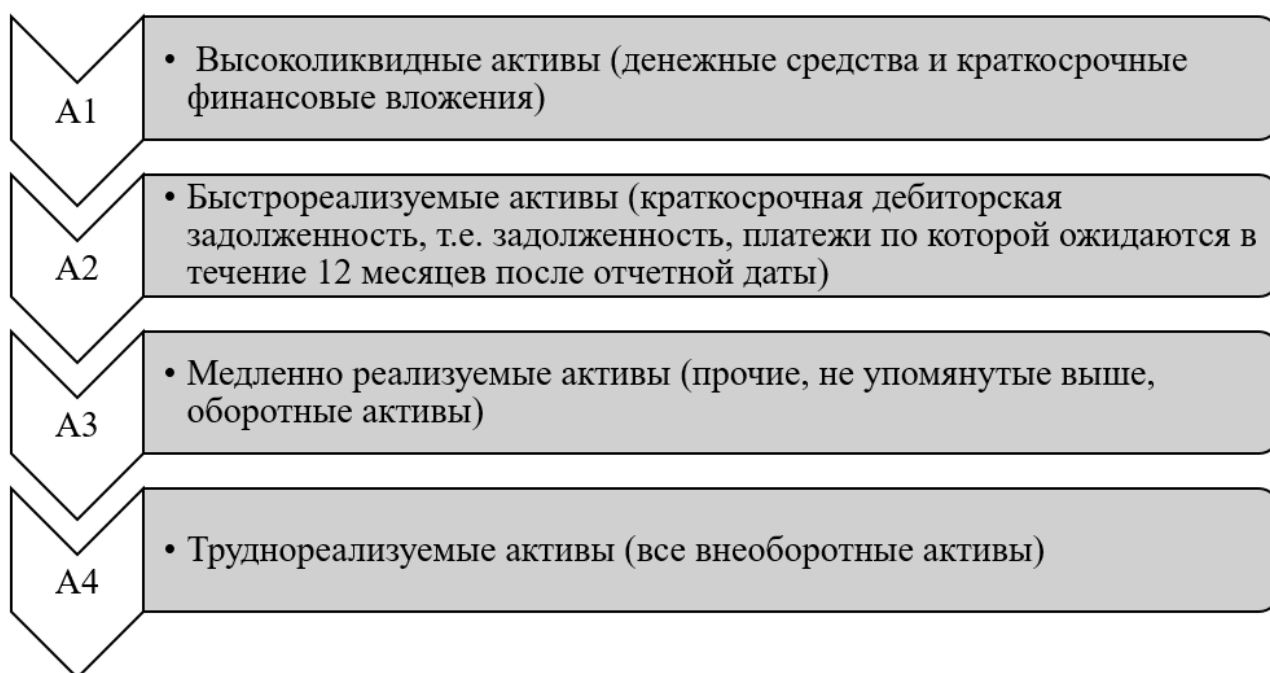 А1
• Высоколиквидные активы (денежные средства и краткосрочные
финансовые вложения)
А2
• Быстрореализуемые активы (краткосрочная дебиторская
задолженность, т.е. задолженность, платежи по которой ожидаются в
течение 12 месяцев после отчетной даты)
А3
• Медленно реализуемые активы (прочие, не упомянутые выше,
оборотные активы)
А4
• Труднореализуемые активы (все внеоборотные активы)